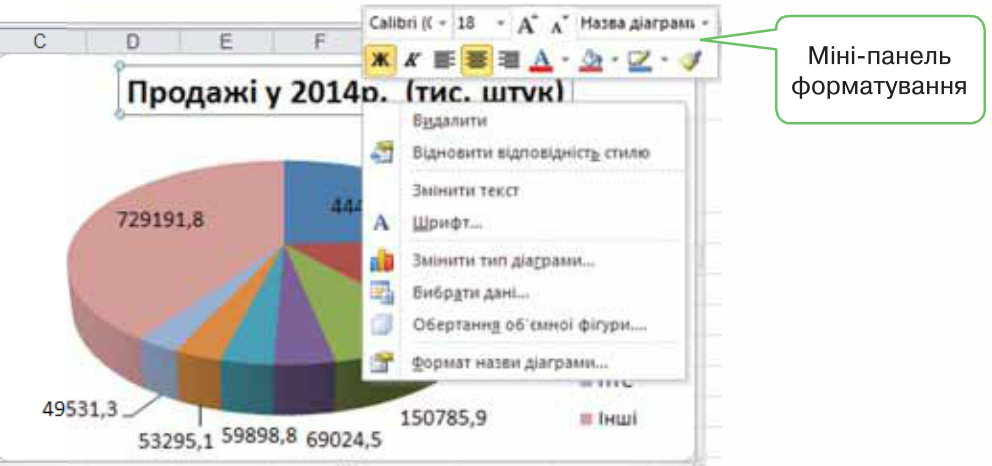 Calibri (( 18 A A Назва діаграми
Ж К A
Міні-панель
форматування
C D E F
Продажі у 2014р. (тис. штук)
Видалити
Відновити відповідність стилю
Змінити текст
Шрифт...
Змінити тип діаграми...
Вибрати дані...
Обертання об'ємної фігури....
Формат назви діаграми...
729191,8
444
49531,3
53295,1
59898,8
69024,5
150785,9
Інші